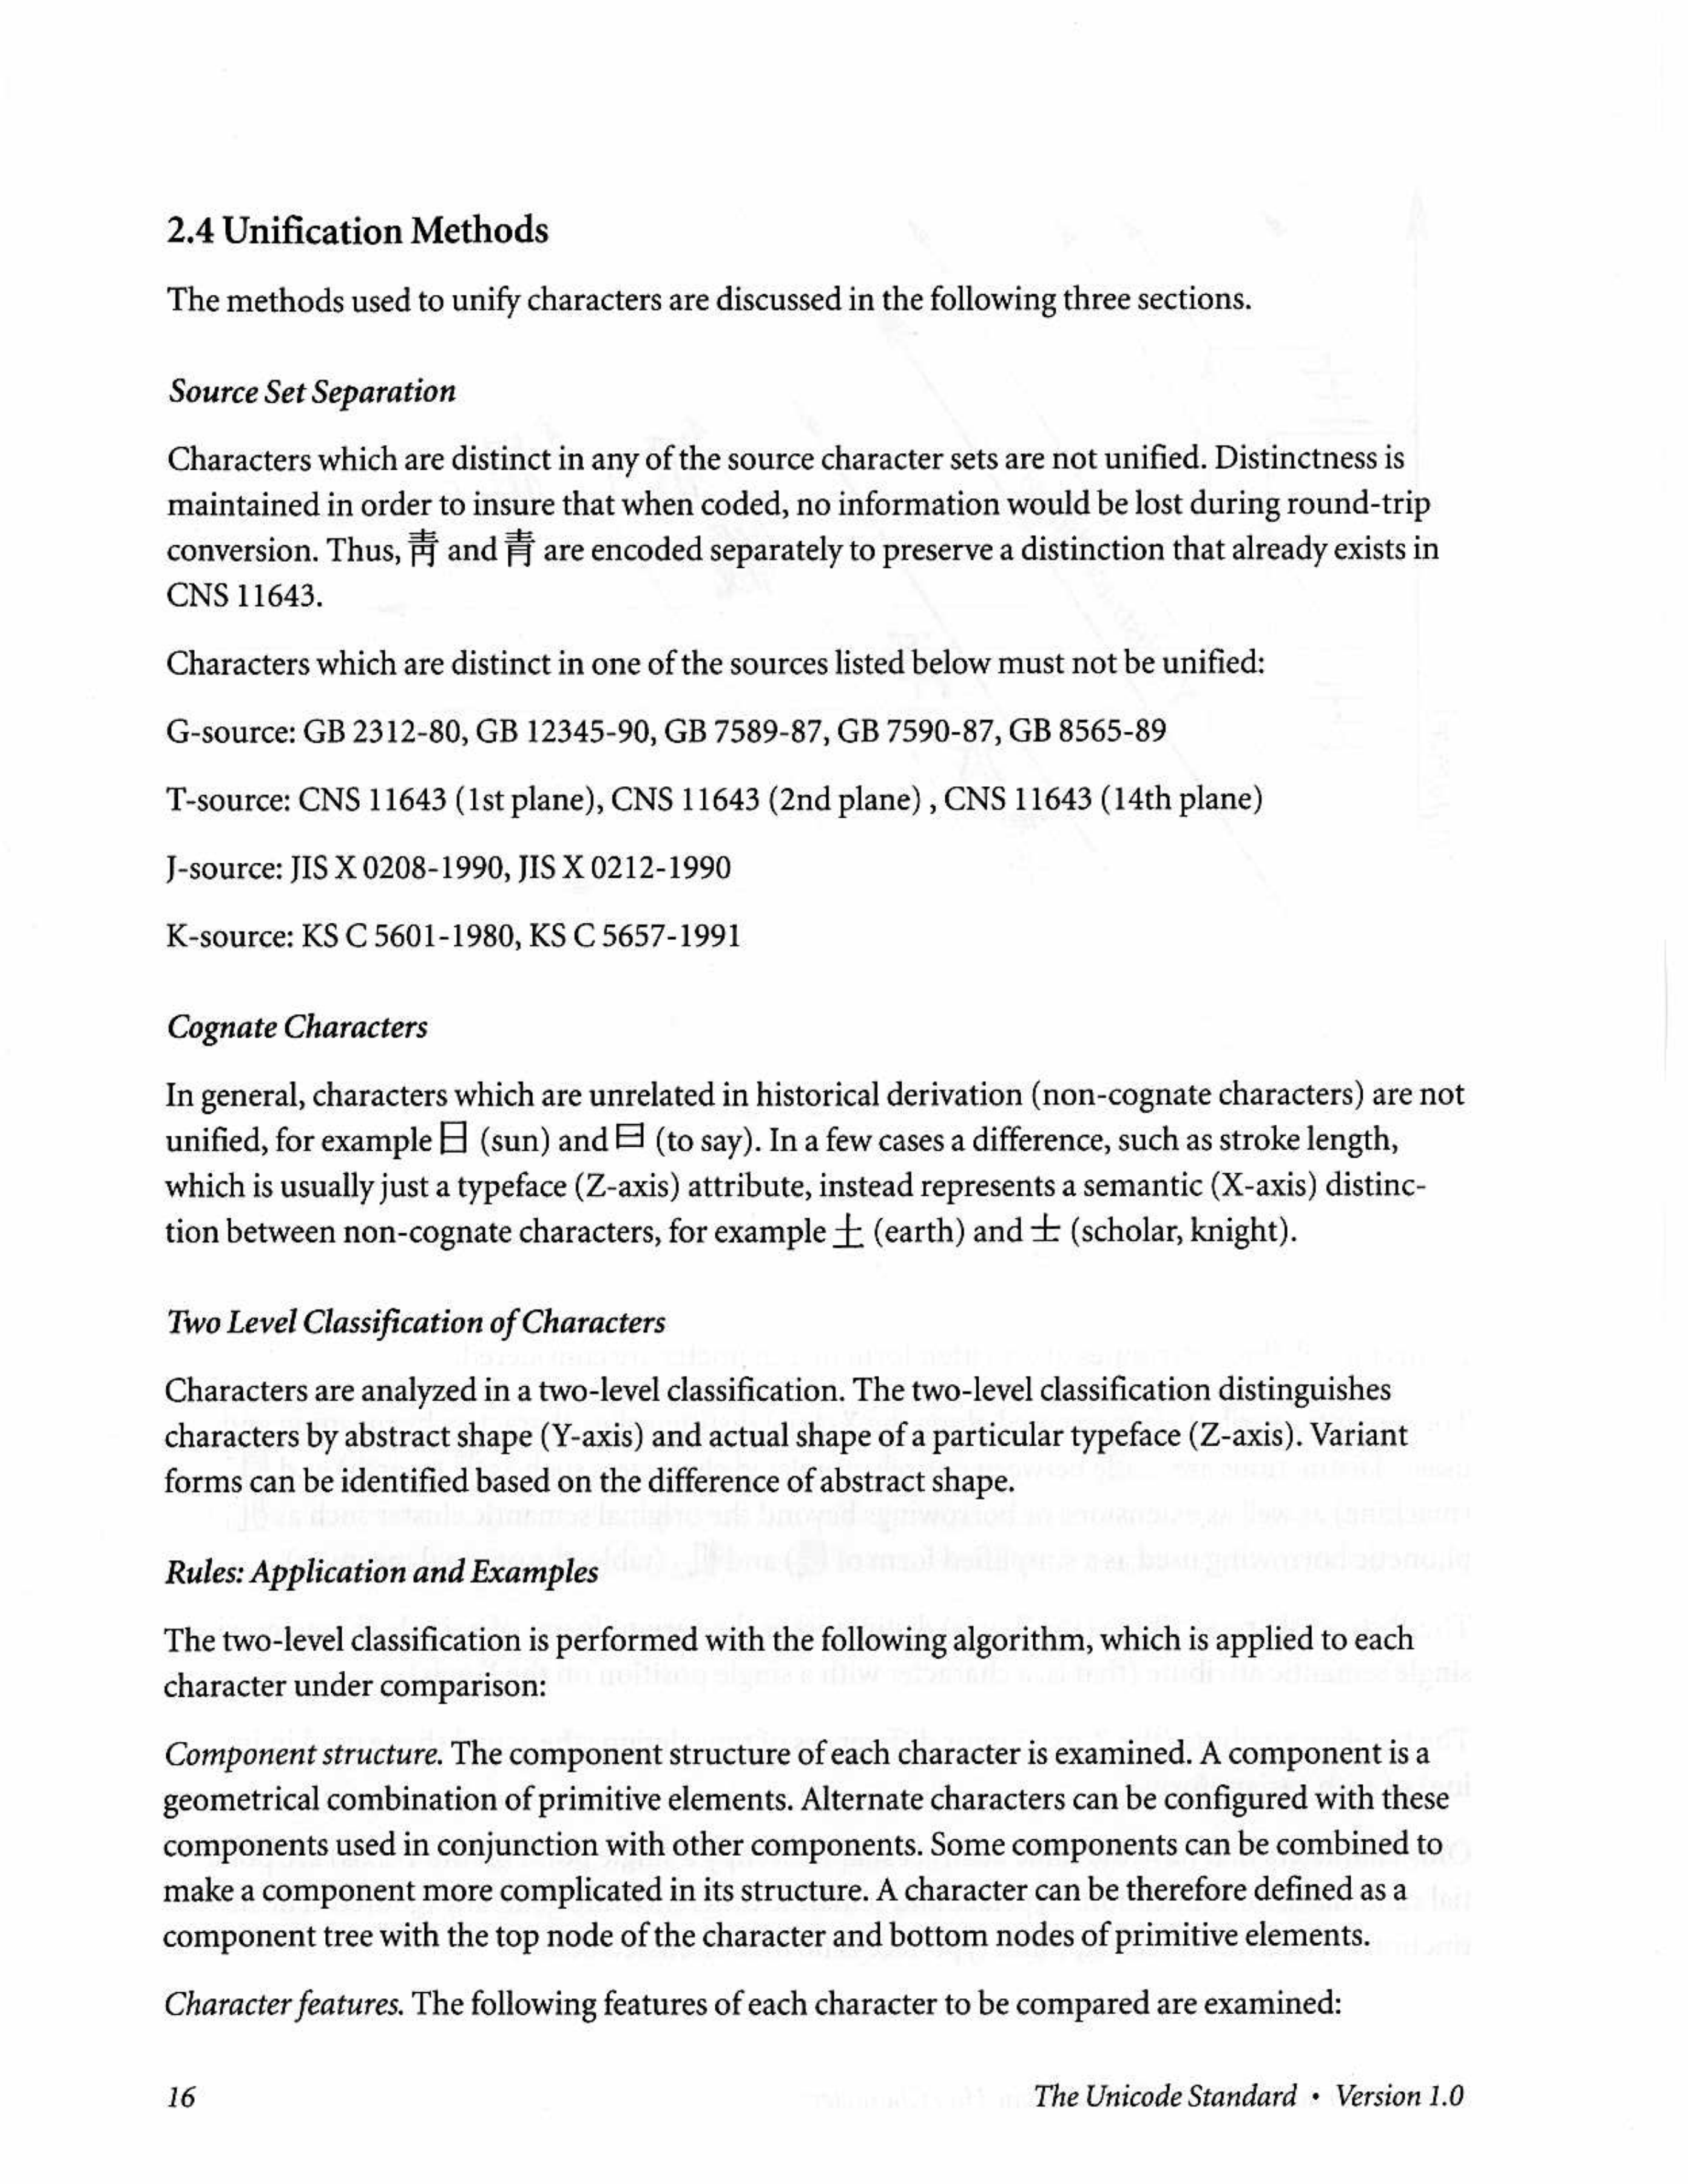 2.4 Unification Methods
The methods used to unify characters are discussed in the following three sections.
Source Set Separation
Characters which are distinct in any of the source character sets are not unified. Distinctness is
maintained in order to insure that when coded, no information would be lost during round-trip
conversion. Thus, 靑 and 青 are encoded separately to preserve a distinction that already exists in
CNS 11643.
Characters which are distinct in one of the sources listed below must not be unified:
G-source: GB 2312-80, GB 12345-90, GB 7589-87, GB 7590-87, GB 8565-89
T-source: CNS 11643 (1st plane), CNS 11643 (2nd plane) , CNS 11643 (14th plane)
J-source: JIS X 0208-1990, JIS X 0212-1990
K-source: KS C 5601-1980, KS C 5657-1991
Cognate Characters
In general, characters which are unrelated in historical derivation (non-cognate characters) are not
unified, for example 日 (sun) and 曰 (to say). In a few cases a difference, such as stroke length,
which is usually just a typeface (Z-axis) attribute, instead represents a semantic (X-axis) distinc-
tion between non-cognate characters, for example 土 (earth) and 士 (scholar, knight).
Two Level Classification of Characters
Characters are analyzed in a two-level classification. The two-level classification distinguishes
characters by abstract shape (Y-axis) and actual shape of a particular typeface (Z-axis). Variant
forms can be identified based on the difference of abstract shape.
Rules: Application and Examples
The two-level classification is performed with the following algorithm, which is applied to each
character under comparison:
Component structure. The component structure of each character is examined. A component is a
geometrical combination of primitive elements. Alternate characters can be configured with these
components used in conjunction with other components. Some components can be combined to
make a component more complicated in its structure. A character can be therefore defined as a
component tree with the top node of the character and bottom nodes of primitive elements.
Character features. The following features of each character to be compared are examined:
16
The Unicode Standard • Version 1.0